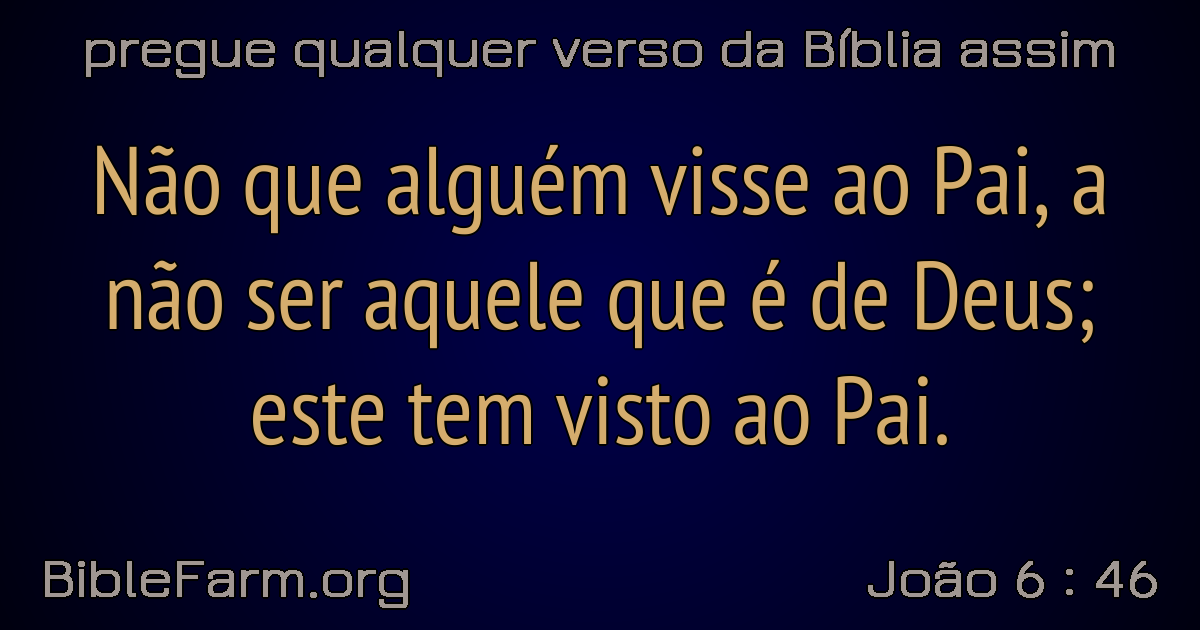 pregue qualquer verso da Bíblia assim
Não que alguém visse ao Pai, a
não ser aquele que é de Deus;
este tem visto ao Pai.
BibleFarm.org
João 6 : 46